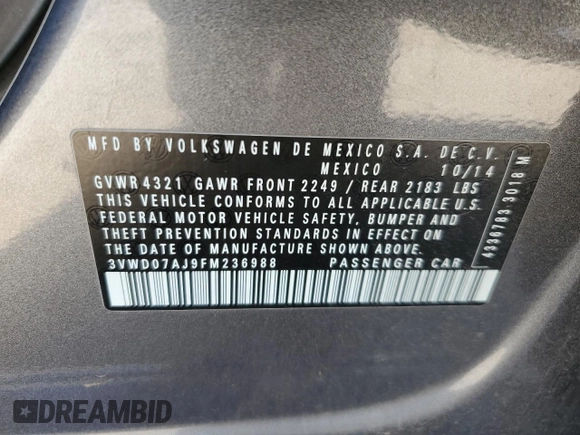 MFD BY VOLKSWAGEN DE MEXICO S.A. DE C.V.
MEXICO 10/14
GVWR 4321 GAWR FRONT 2249 / REAR 2183 LBS
THIS VEHICLE CONFORMS TO ALL APPLICABLE U.S.
FEDERAL MOTOR VEHICLE SAFETY, BUMPER AND
THEFT PREVENTION STANDARDS IN EFFECT ON
THE DATE OF MANUFACTURE SHOWN ABOVE.
3VWD07AJ9FM236988 PASSENGER CAR
4336783 3018 M
DREAMBID